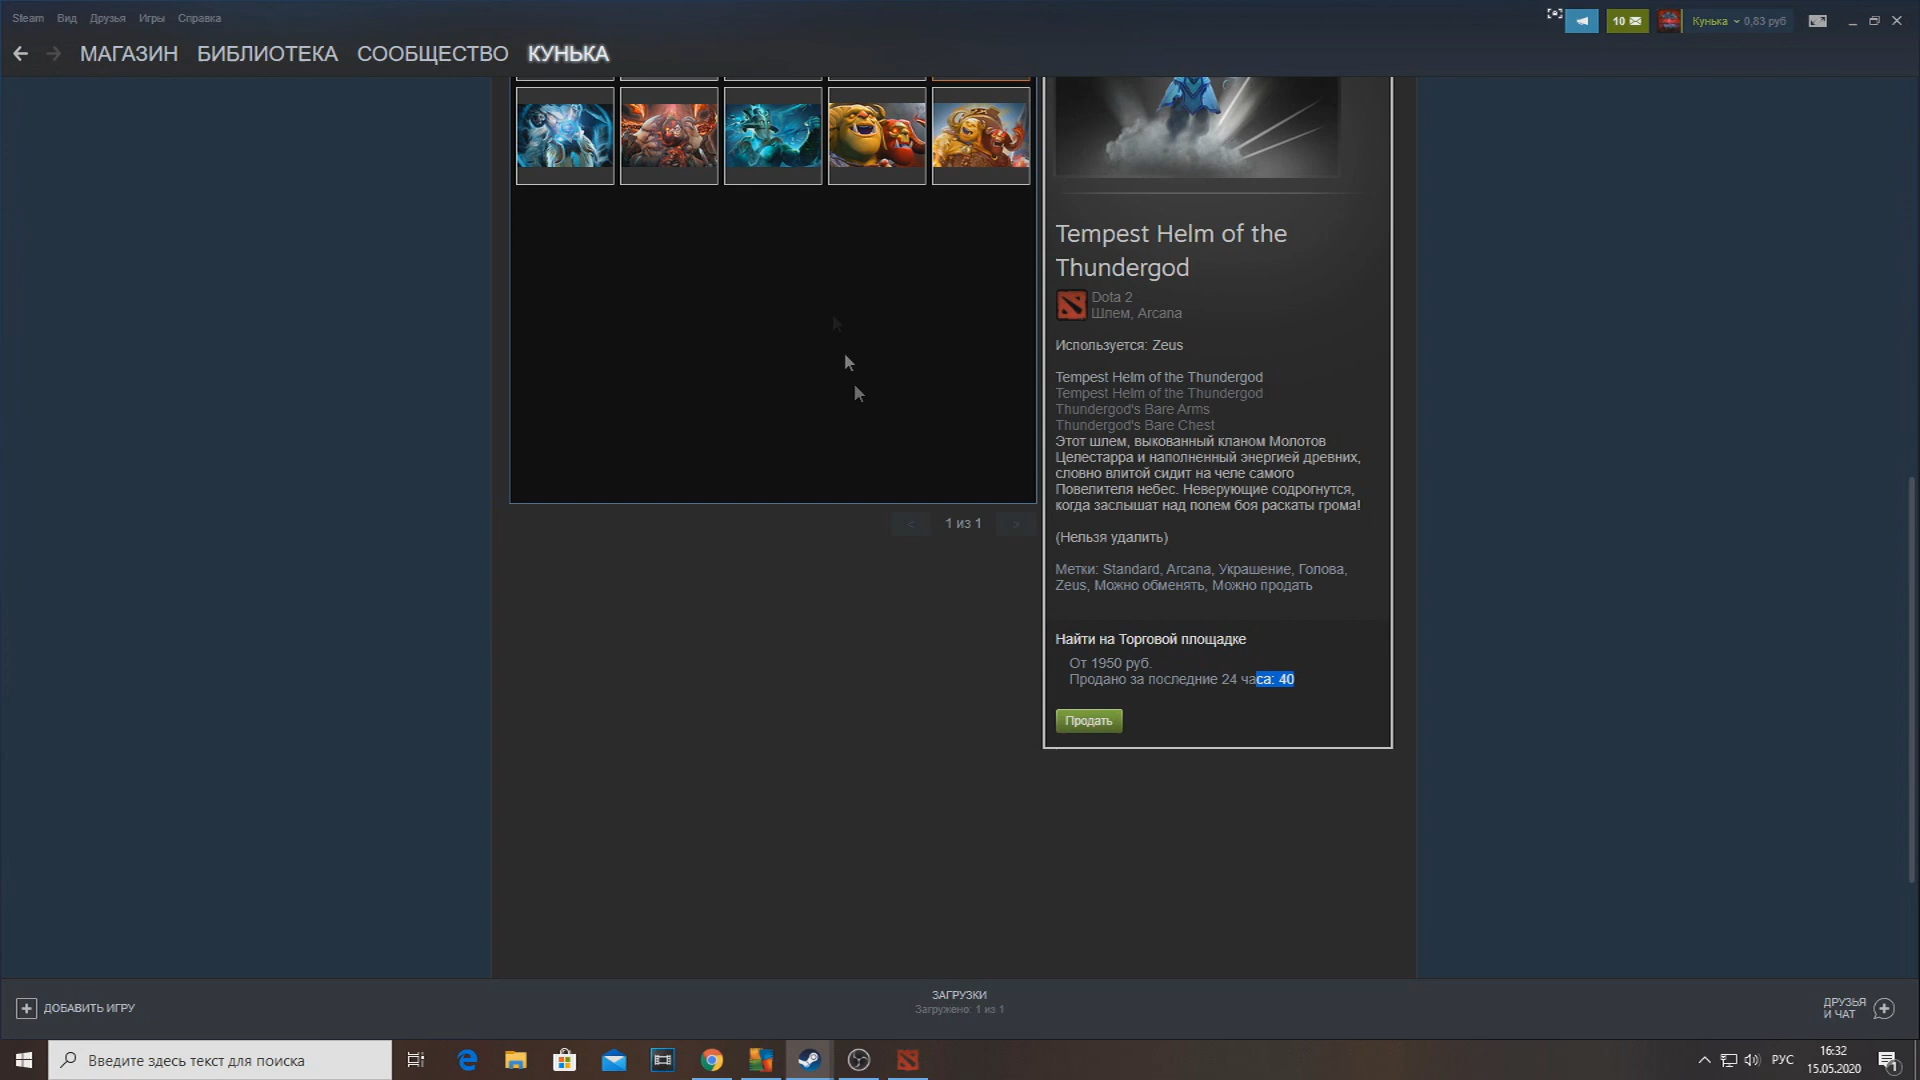 Steam Вид Друзья Игры Справка
10
Кунька 0,83 руб
МАГАЗИН БИБЛИОТЕКА СООБЩЕСТВО КУНЬКА
Tempest Helm of the
Thundergod
Dota 2
Шлем, Arcana
Используется: Zeus
Tempest Helm of the Thundergod
Tempest Helm of the Thundergod
Thundergod's Bare Arms
Thundergod's Bare Chest
Этот шлем, выкованный кланом Молотов
Целестарра и наполненный энергией древних,
словно влитой сидит на челе самого
Повелителя небес. Неверующие содрогнутся,
когда заслышат над полем боя раскаты грома!
(Нельзя удалить)
Метки: Standard, Arcana, Украшение, Голова,
Zeus, Можно обменять, Можно продать
Найти на Торговой площадке
От 1950 руб.
Продано за последние 24 часа: 40
Продать
< 1 из 1 >
ДОБАВИТЬ ИГРУ
ЗАГРУЗКИ
Загружено: 1 из 1
ДРУЗЬЯ
И ЧАТ
Введите здесь текст для поиска
РУС
16:32
15.05.2020
1